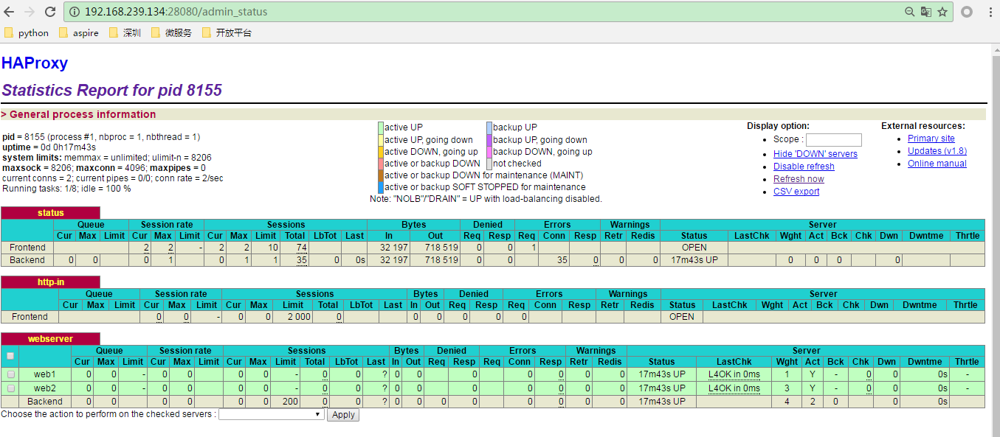 192.168.239.134:28080/admin_status
python aspire 深圳 微服务 开放平台
HAProxy
Statistics Report for pid 8155
> General process information
pid = 8155 (process #1, nbproc = 1, nbthread = 1)
uptime = 0d 0h17m43s
system limits: memmax = unlimited; ulimit-n = 8206
maxsock = 8206; maxconn = 4096; maxpipes = 0
current conns = 2; current pipes = 0/0; conn rate = 2/sec
Running tasks: 1/8; idle = 100 %
active UP backup UP
active UP, going down backup UP, going down
active DOWN, going up backup DOWN, going up
active or backup DOWN not checked
active or backup DOWN for maintenance (MAINT)
active or backup SOFT STOPPED for maintenance
Note: "NOLB"/"DRAIN" = UP with load-balancing disabled.
Display option:
Scope :
Hide 'DOWN' servers
Disable refresh
Refresh now
CSV export
External resources:
Primary site
Updates (v1.8)
Online manual
status
Queue Session rate Sessions Bytes Denied Errors Warnings Server
Cur Max Limit Cur Max Limit Cur Max Limit Total LbTot Last In Out Req Resp Req Conn Resp Retr Redis Status LastChk Wght Act Bck Chk Dwn Dwntme Thrtle
Frontend 2 2 - 2 2 10 74 32 197 718 519 0 0 1 OPEN
Backend 0 0 0 1 0 1 1 35 0 0s 32 197 718 519 0 0 35 0 0 0 17m43s UP 0 0 0 0
http-in
Queue Session rate Sessions Bytes Denied Errors Warnings Server
Cur Max Limit Cur Max Limit Cur Max Limit Total LbTot Last In Out Req Resp Req Conn Resp Retr Redis Status LastChk Wght Act Bck Chk Dwn Dwntme Thrtle
Frontend 0 0 - 0 0 2 000 0 0 0 0 0 0 OPEN
webserver
Queue Session rate Sessions Bytes Denied Errors Warnings Server
Cur Max Limit Cur Max Limit Cur Max Limit Total LbTot Last In Out Req Resp Req Conn Resp Retr Redis Status LastChk Wght Act Bck Chk Dwn Dwntme Thrtle
web1 0 0 - 0 0 0 0 - 0 0 ? 0 0 0 0 0 0 0 17m43s UP L4OK in 0ms 1 Y - 0 0 0s -
web2 0 0 - 0 0 0 0 - 0 0 ? 0 0 0 0 0 0 0 17m43s UP L4OK in 0ms 3 Y - 0 0 0s -
Backend 0 0 0 0 0 0 200 0 0 ? 0 0 0 0 0 0 0 0 17m43s UP 4 2 0 0 0s
Choose the action to perform on the checked servers : Apply